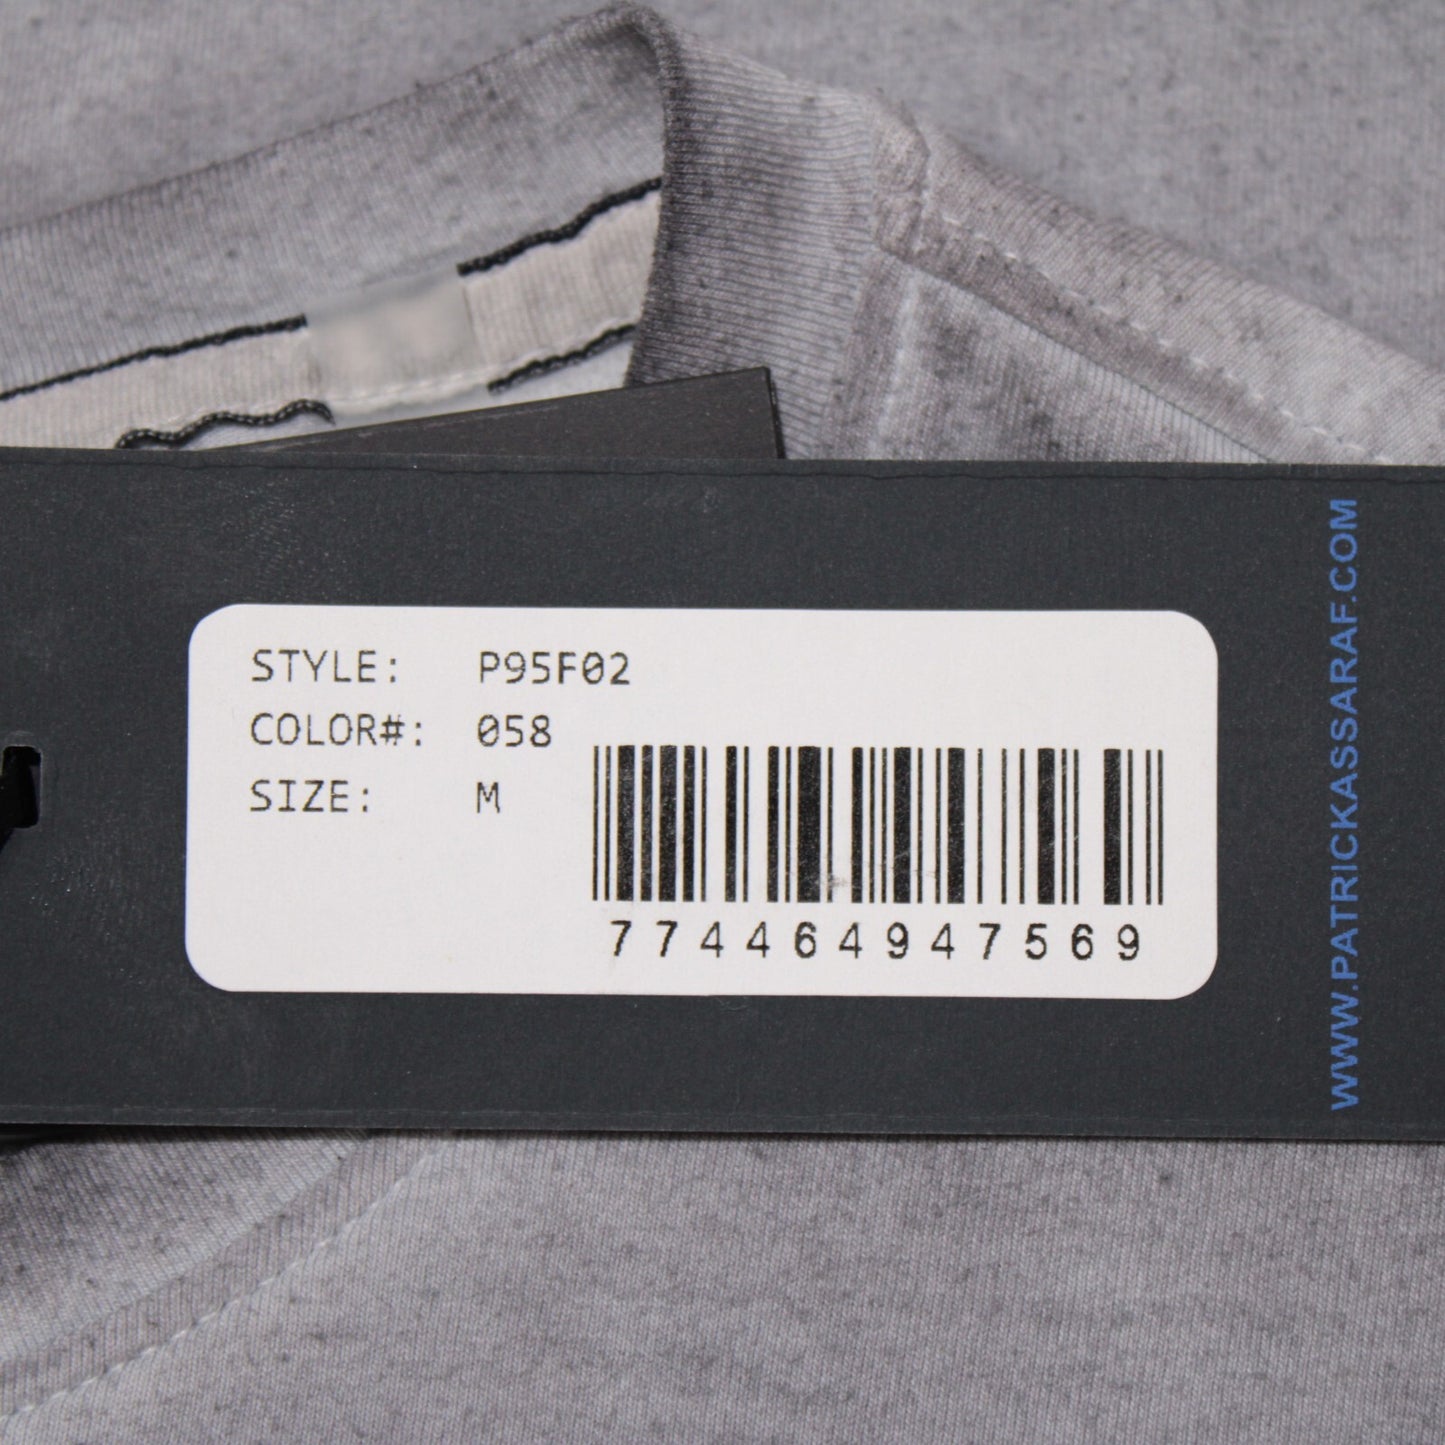 STYLE: P95F02
COLOR#: 058
SIZE: M
774464947569
WWW.PATRICKASSARAF.COM